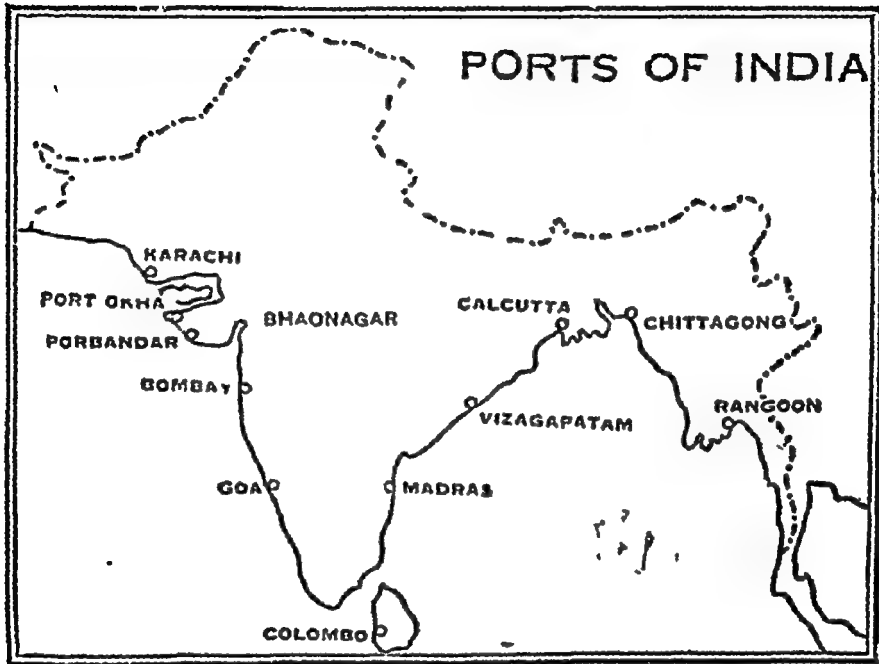 PORTS OF INDIA
KARACHI
PORT OKHA
PORBANDAR
BHAONAGAR
BOMBAY
GOA
CALCUTTA
CHITTAGONG
VIZAGAPATAM
RANGOON
MADRAS
COLOMBO